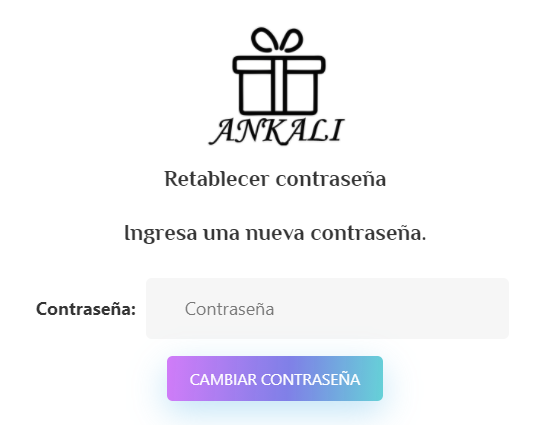 ANKALI
Retablecer contraseña
Ingresa una nueva contraseña.
Contraseña: Contraseña
CAMBIAR CONTRASEÑA